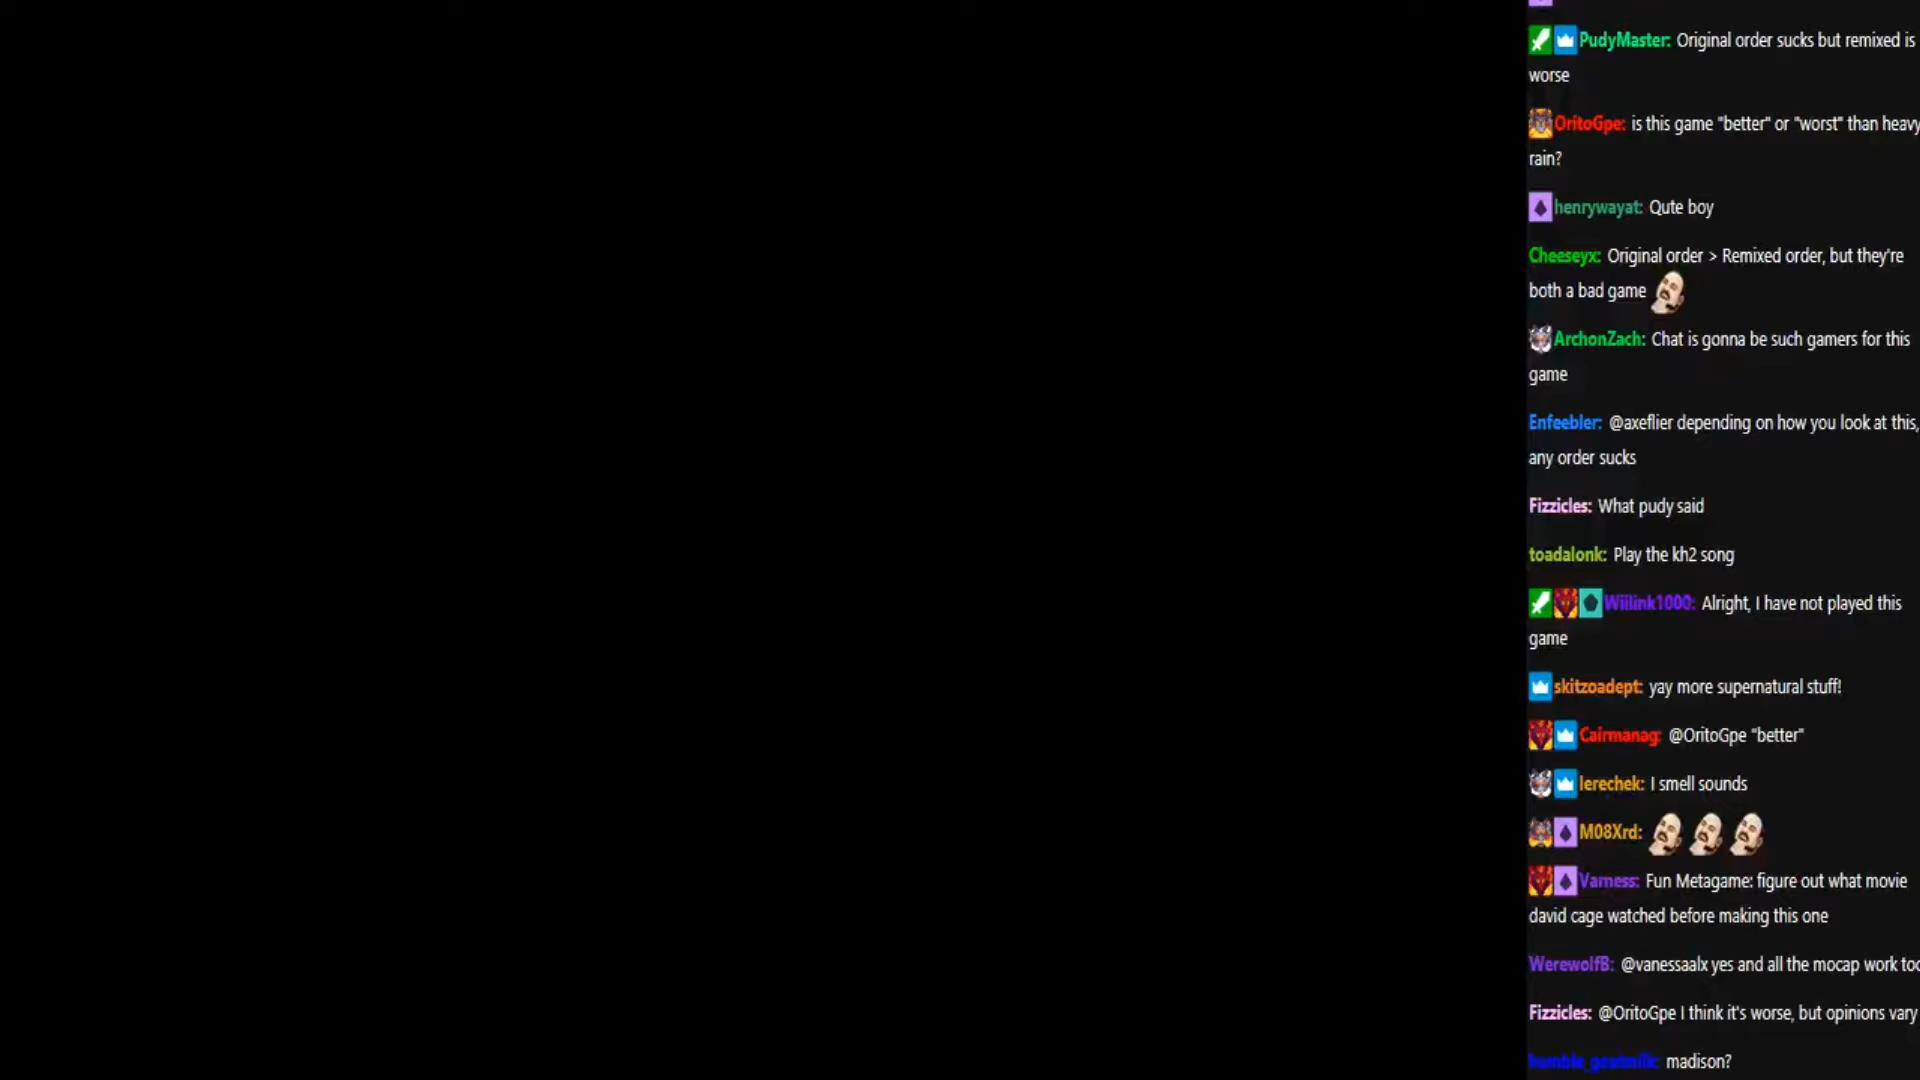 PudyMaster: Original order sucks but remixed is
worse
OritoGpe: is this game "better" or "worst" than heavy
rain?
henrywayat: Qute boy
Cheeseyx: Original order > Remixed order, but they're
both a bad game
ArchonZach: Chat is gonna be such gamers for this
game
Enfeebler: @axeflier depending on how you look at this,
any order sucks
Fizzicles: What pudy said
toadalonk: Play the kh2 song
Wiilink1000: Alright, I have not played this
game
skitzoadept: yay more supernatural stuff!
Cairmanag: @OritoGpe "better"
lerechek: I smell sounds
M08Xrd:
Varness: Fun Metagame: figure out what movie
david cage watched before making this one
WerewolfB: @vanessaalx yes and all the mocap work too
Fizzicles: @OritoGpe I think it's worse, but opinions vary
humble_goatmilk: madison?